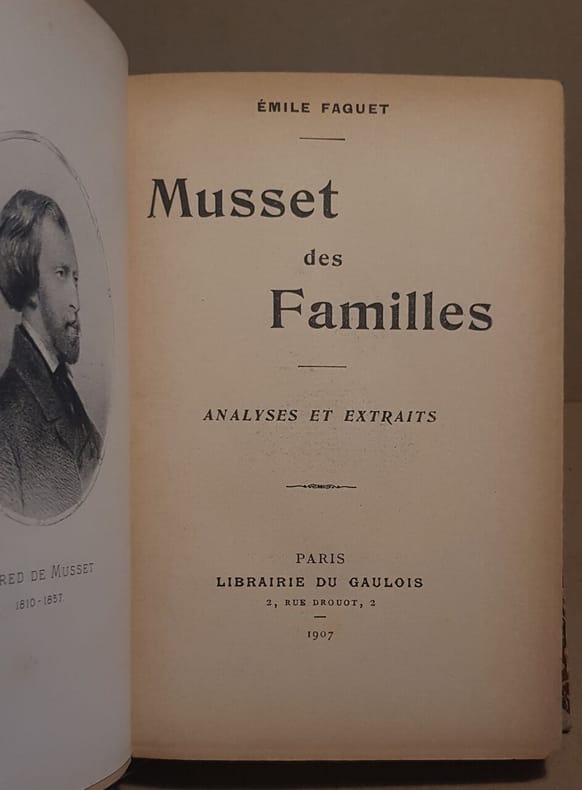 RED DE MUSSET
1810-1857.
ÉMILE FAGUET
Musset
des
Familles
ANALYSES ET EXTRAITS
PARIS
LIBRAIRIE DU GAULOIS
2, RUE DROUOT, 2
1907